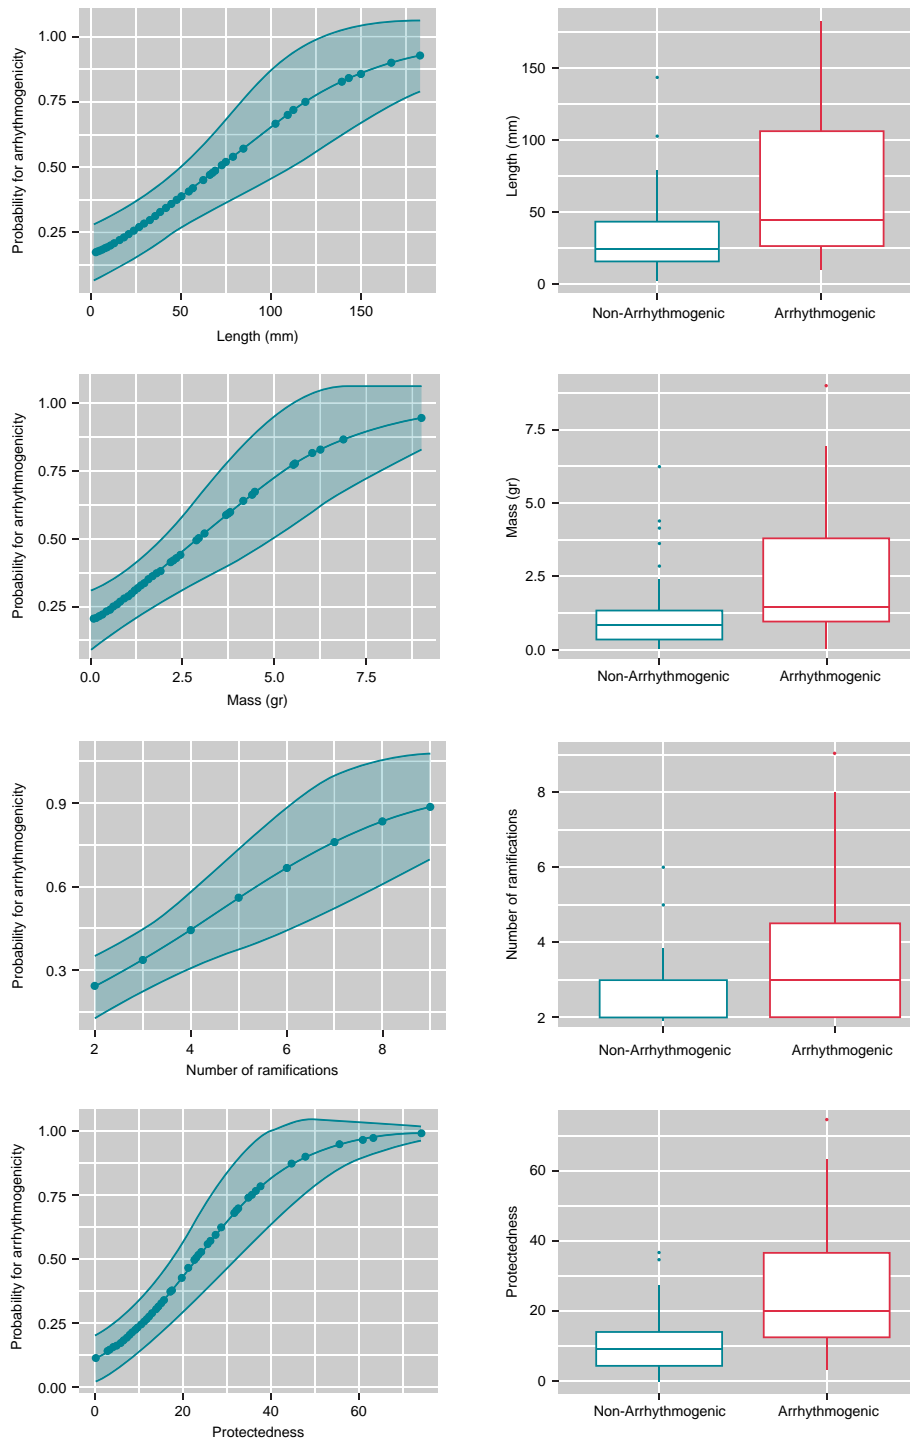 Probability for arrhythmogenicity
1.00
0.75
0.50
0.25
0 50 100 150
Length (mm)
Length (mm)
150
100
50
0
Non-Arrhythmogenic Arrhythmogenic
Probability for arrhythmogenicity
1.00
0.75
0.50
0.25
0.0 2.5 5.0 7.5
Mass (gr)
Mass (gr)
7.5
5.0
2.5
0.0
Non-Arrhythmogenic Arrhythmogenic
Probability for arrhythmogenicity
0.9
0.6
0.3
2 4 6 8
Number of ramifications
Number of ramifications
8
6
4
2
Non-Arrhythmogenic Arrhythmogenic
Probability for arrhythmogenicity
1.00
0.75
0.50
0.25
0.00
0 20 40 60
Protectedness
Protectedness
60
40
20
0
Non-Arrhythmogenic Arrhythmogenic